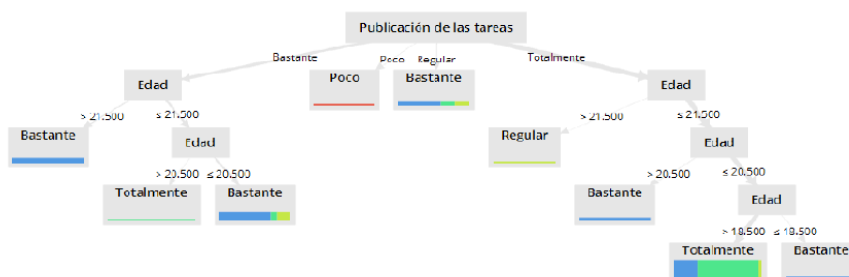 Publicación de las tareas
Bastante
Poco
Regular
Totalmente
Edad
Poco
Bastante
Edad
> 21.500
≤ 21.500
> 21.500
≤ 21.500
Bastante
Edad
Regular
Edad
> 20.500
≤ 20.500
> 20.500
≤ 20.500
Totalmente
Bastante
Bastante
Edad
> 18.500
≤ 18.500
Totalmente
Bastante